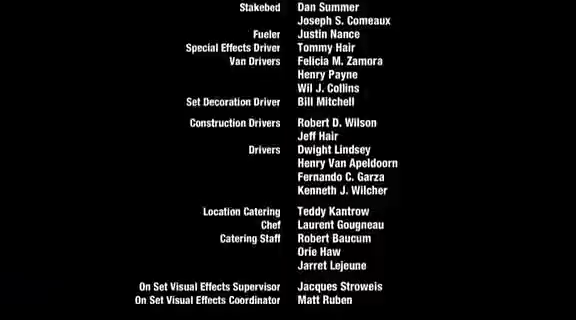 Stakebed Dan Summer
Joseph S. Comeaux
Fueler Justin Nance
Special Effects Driver Tommy Hair
Van Drivers Felicia M. Zamora
Henry Payne
Wil J. Collins
Set Decoration Driver Bill Mitchell
Construction Drivers Robert D. Wilson
Jeff Hair
Drivers Dwight Lindsey
Henry Van Apeldoorn
Fernando C. Garza
Kenneth J. Wilcher
Location Catering Teddy Kantrow
Chef Laurent Gougneau
Catering Staff Robert Baucum
Orie Haw
Jarret Lejeune
On Set Visual Effects Supervisor Jacques Stroweis
On Set Visual Effects Coordinator Matt Ruben